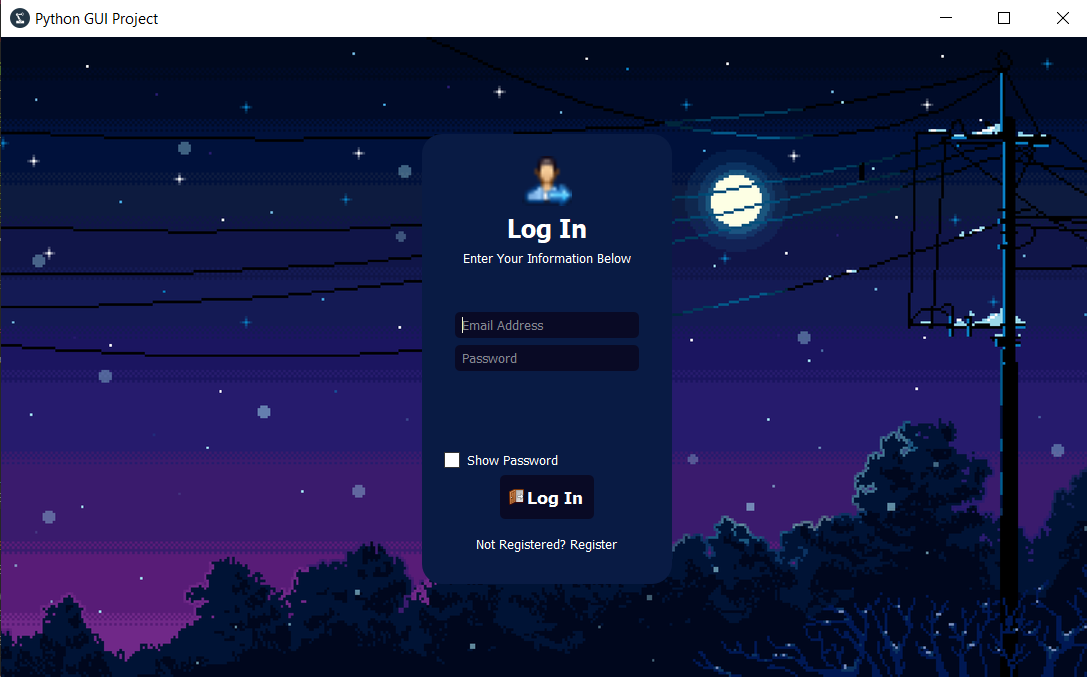 Python GUI Project
Log In
Enter Your Information Below
Email Address
Password
Show Password
Log In
Not Registered? Register